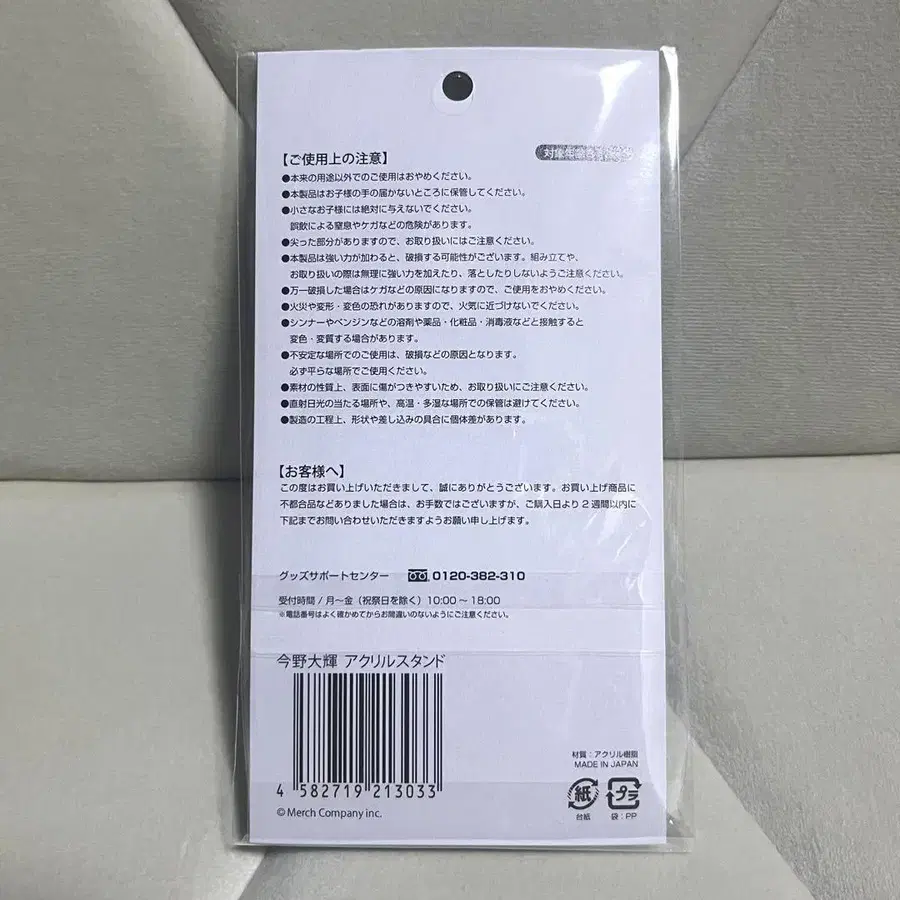 【ご使用上の注意】
対象年齢
●本来の用途以外でのご使用はおやめください。
●本製品はお子様の手の届かないところに保管してください。
●小さなお子様には絶対に与えないでください。
誤飲による窒息やケガなどの危険があります。
●尖った部分がありますので、お取り扱いにはご注意ください。
●本製品は強い力が加わると、破損する可能性がございます。組み立てや、
お取り扱いの際は無理に強い力を加えたり、落としたりしないようご注意ください。
●万一破損した場合はケガなどの原因になりますので、ご使用をおやめください。
●火災や変形・変色の恐れがありますので、火気に近づけないでください。
●シンナーやベンジンなどの溶剤や薬品・化粧品・消毒液などと接触すると
変色・変質する場合があります。
●不安定な場所でのご使用は、破損などの原因となります。
必ず平らな場所でご使用ください。
●素材の性質上、表面に傷がつきやすいため、お取り扱いにご注意ください。
●直射日光の当たる場所や、高温・多湿な場所での保管は避けてください。
●製造の工程上、形状や差し込みの具合に個体差があります。
【お客様へ】
この度はお買い上げいただきまして、誠にありがとうございます。お買い上げ商品に
不都合品などありました場合は、お手数ではございますが、ご購入日より2週間以内に
下記までお問い合わせいただきますようお願い申し上げます。
グッズサポートセンター 0120-382-310
受付時間/月〜金(祝祭日を除く)10:00〜18:00
※電話番号はよく確かめてからお間違いのないようにご注意ください。
今野大輝 アクリルスタンド
4 582719 213033
© Merch Company inc.
材質:アクリル樹脂
MADE IN JAPAN
紙 プラ
台紙 袋:PP